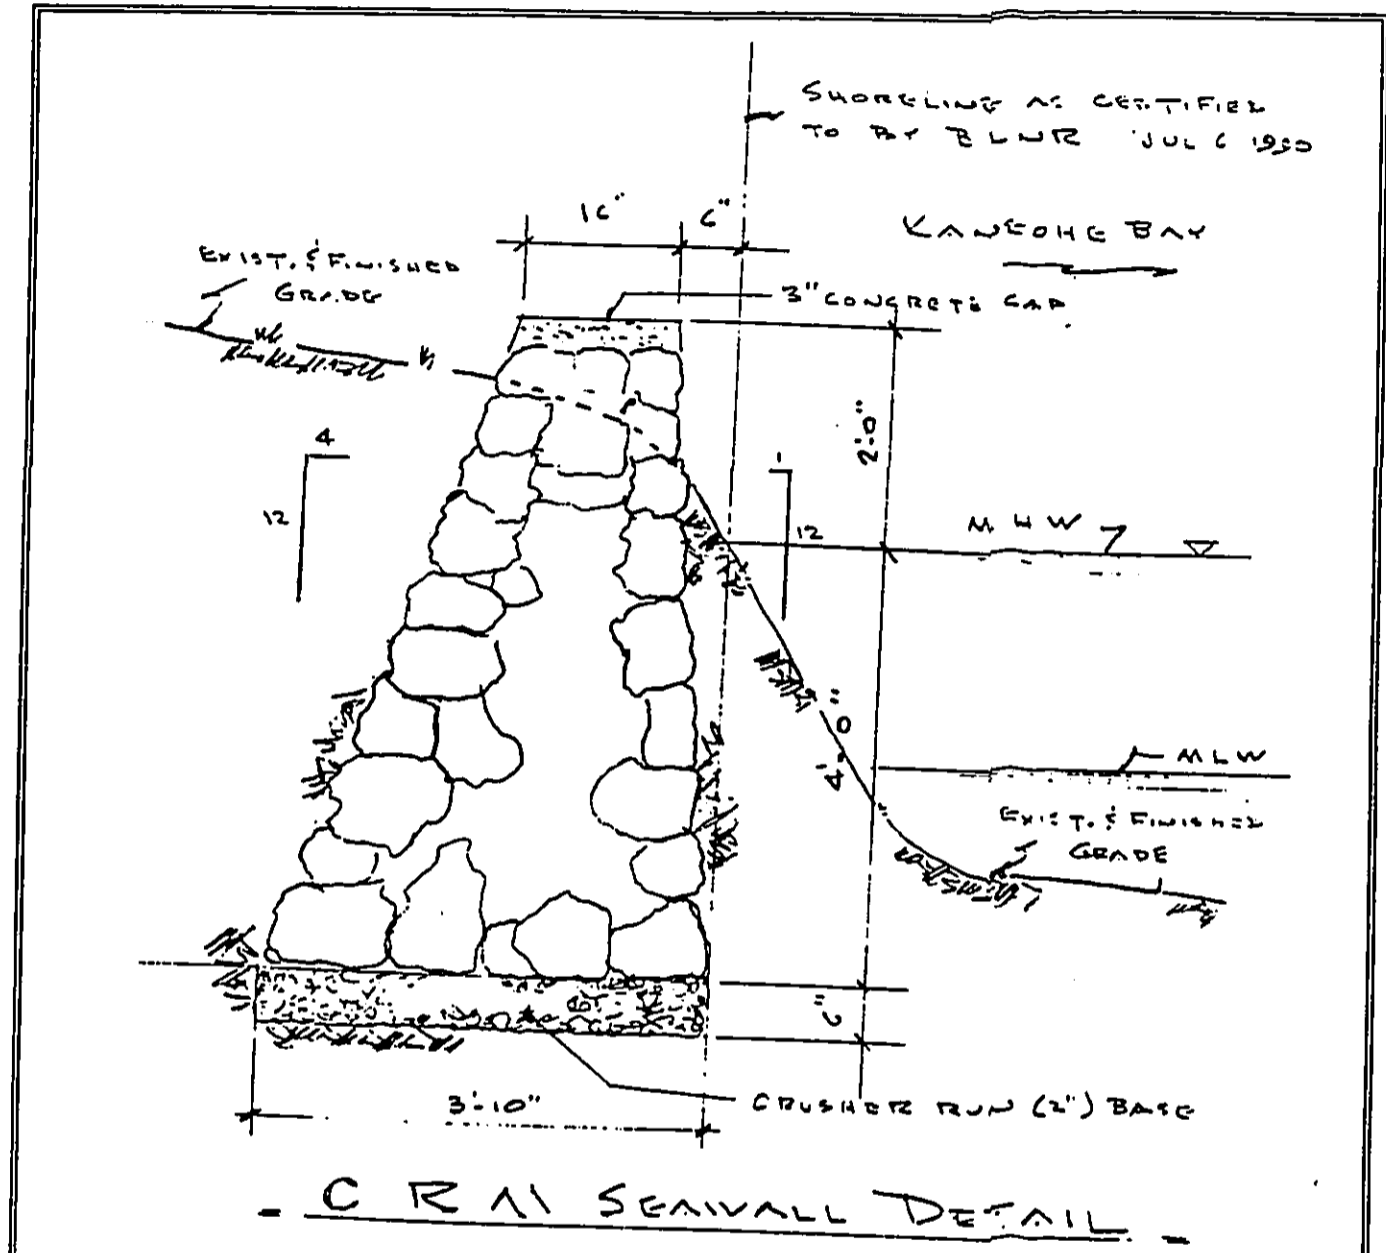 SHORELINE AS CERTIFIED
TO BY BLNR JUL 6 1990
16"
6"
KANEOHE BAY
EXIST. & FINISHED
GRADE
3" CONCRETE CAP
2'-0"
4
12
1
12
MHW
4'-0"
MLW
EXIST. & FINISHED
GRADE
6"
3'-10"
CRUSHER RUN (2") BASE
CRM SEAWALL DETAIL